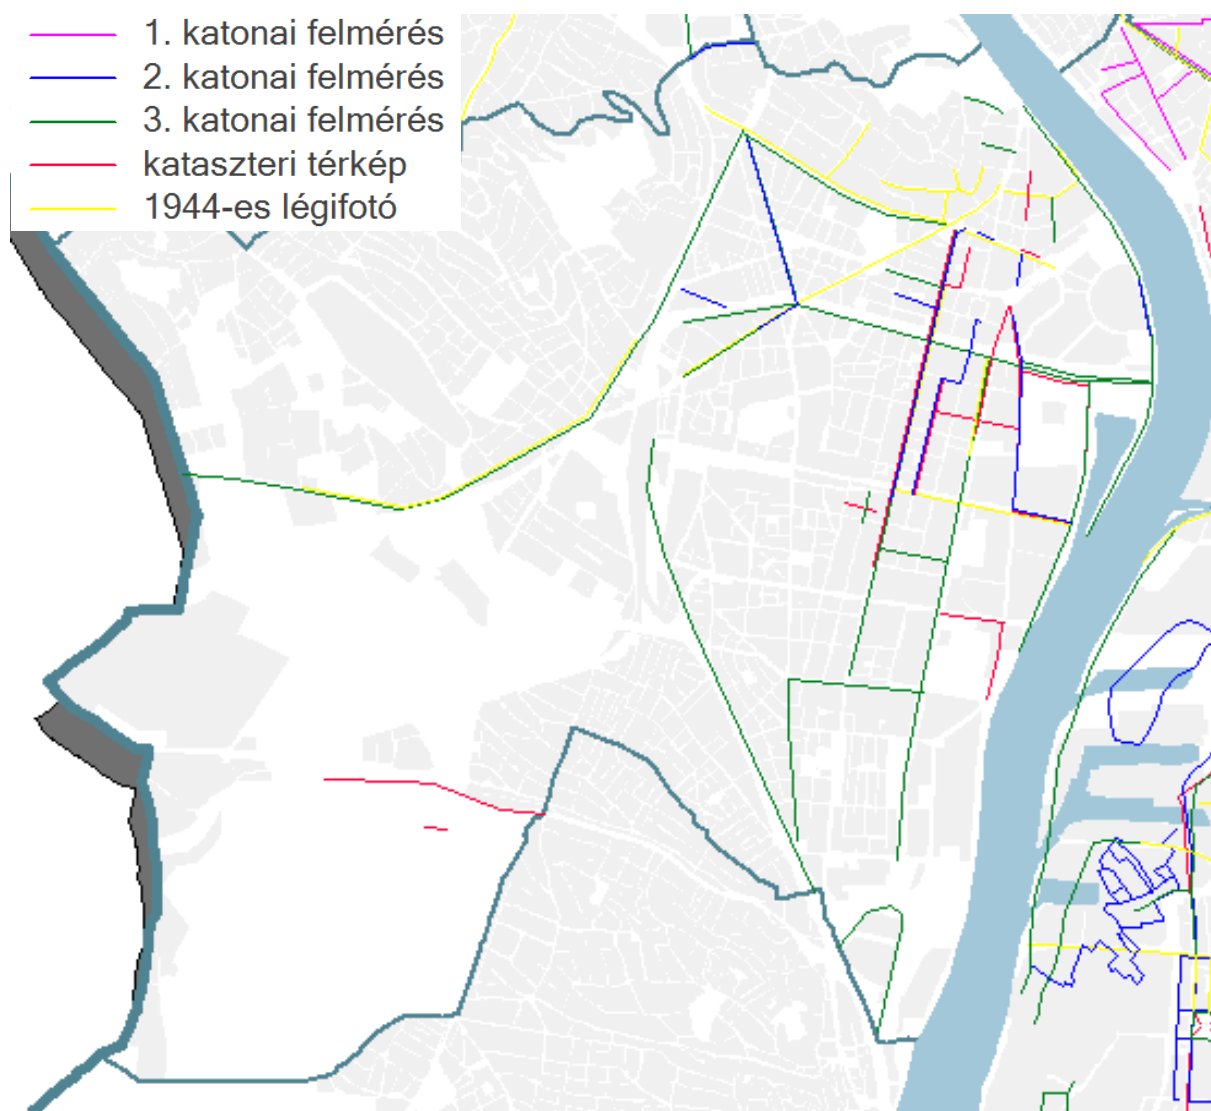 1. katonai felmérés
2. katonai felmérés
3. katonai felmérés
kataszteri térkép
1944-es légifotó